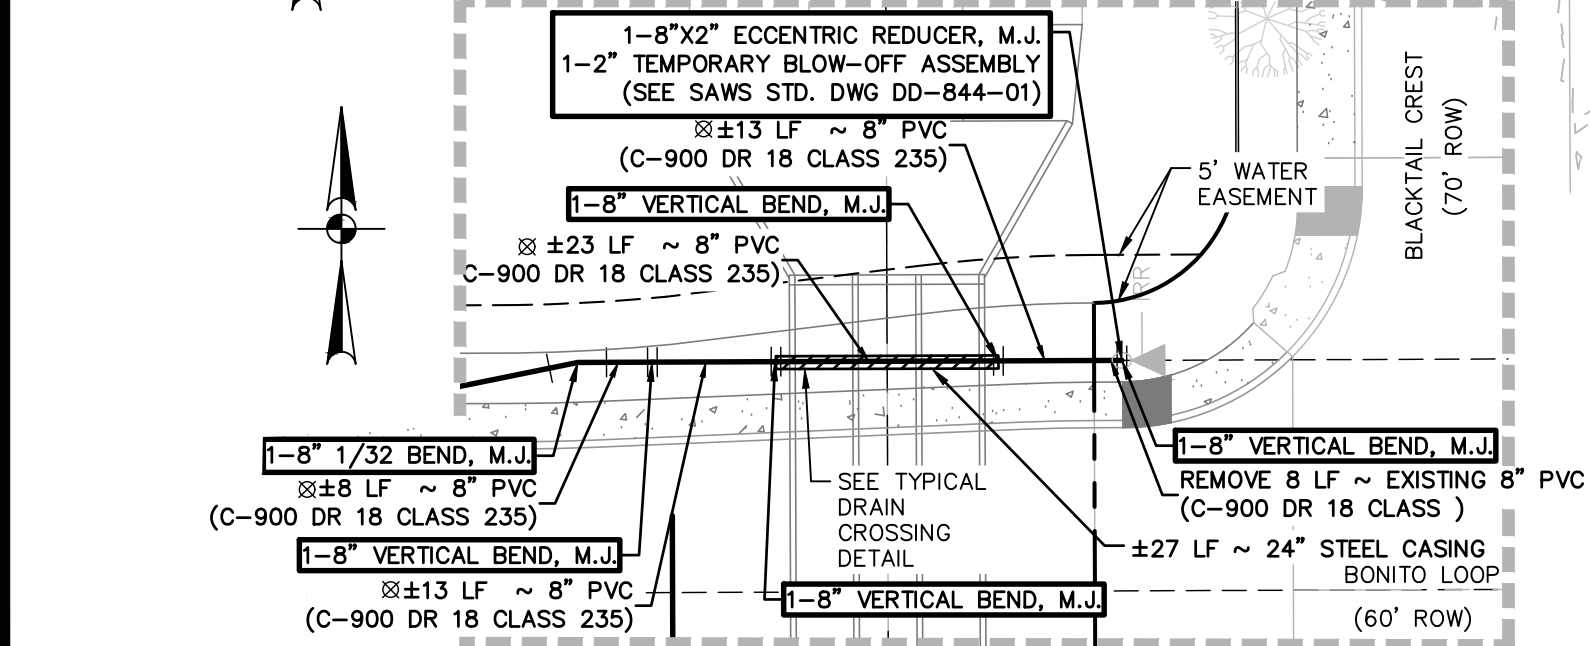 1-8"X2" ECCENTRIC REDUCER, M.J.
1-2" TEMPORARY BLOW-OFF ASSEMBLY
(SEE SAWS STD. DWG DD-844-01)
±13 LF ~ 8" PVC
(C-900 DR 18 CLASS 235)
1-8" VERTICAL BEND, M.J.
±23 LF ~ 8" PVC
C-900 DR 18 CLASS 235)
5' WATER
EASEMENT
BLACKTAIL CREST
(70' ROW)
RR
1-8" 1/32 BEND, M.J.
±8 LF ~ 8" PVC
(C-900 DR 18 CLASS 235)
1-8" VERTICAL BEND, M.J.
±13 LF ~ 8" PVC
(C-900 DR 18 CLASS 235)
SEE TYPICAL
DRAIN
CROSSING
DETAIL
1-8" VERTICAL BEND, M.J.
1-8" VERTICAL BEND, M.J.
REMOVE 8 LF ~ EXISTING 8" PVC
(C-900 DR 18 CLASS )
±27 LF ~ 24" STEEL CASING
BONITO LOOP
(60' ROW)